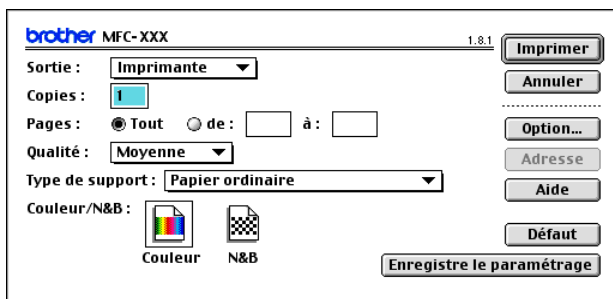 brother MFC-XXX 1.8.1
Imprimer
Sortie : Imprimante
Annuler
Copies : 1
Pages : Tout de : à :
Option...
Qualité : Moyenne
Adresse
Type de support : Papier ordinaire
Aide
Couleur/N&B :
Couleur N&B
Défaut
Enregistre le paramétrage